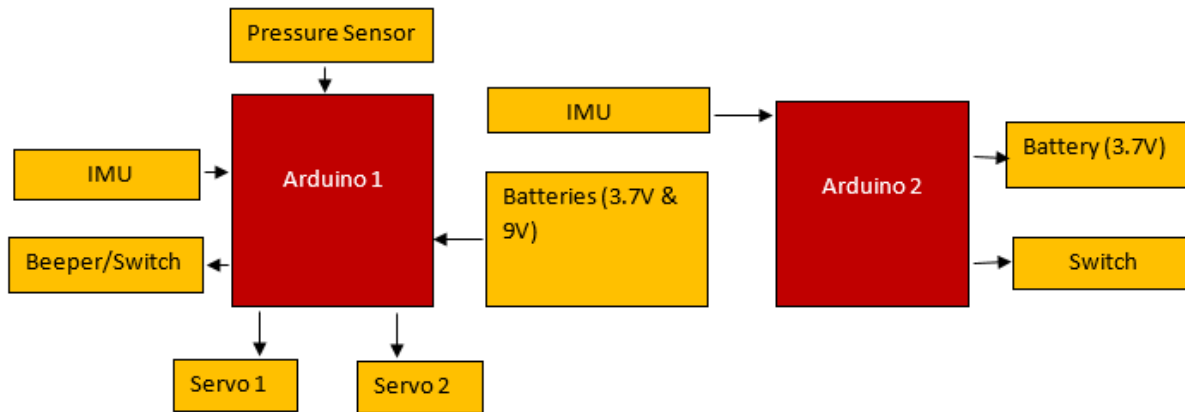 Pressure Sensor
IMU
Arduino 1
Beeper/Switch
Servo 1
Servo 2
IMU
Batteries (3.7V &
9V)
Arduino 2
Battery (3.7V)
Switch